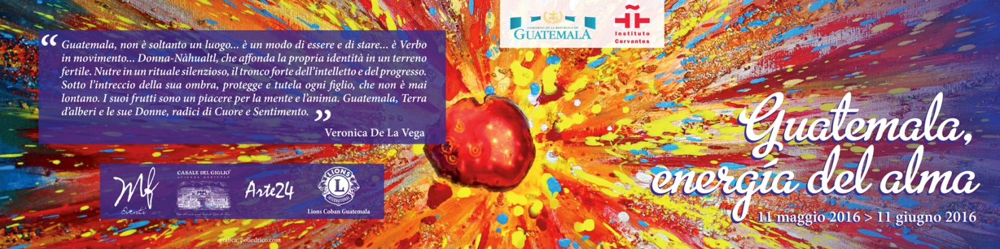 “ Guatemala, non è soltanto un luogo... è un modo di essere e di stare... è Verbo
in movimento... Donna-Nàhualtl, che affonda la propria identità in un terreno
fertile. Nutre in un rituale silenzioso, il tronco forte dell'intelletto e del progresso.
Sotto l'intreccio della sua ombra, protegge e tutela ogni figlio, che non è mai
lontano. I suoi frutti sono un piacere per la mente e l'anima. Guatemala, Terra
d'alberi e le sue Donne, radici di Cuore e Sentimento. ”
Veronica De La Vega
Mf
Eventi
CASALE DEL GIGLIO
AZIENDA AGRICOLA
Arte24
LIONS
L
INTERNATIONAL
Lions Coban Guatemala
grafica: poliedrico.com
GOBIERNO DE LA REPÚBLICA DE
GUATEMALA
Instituto
Cervantes
Guatemala,
energía del alma
11 maggio 2016 > 11 giugno 2016